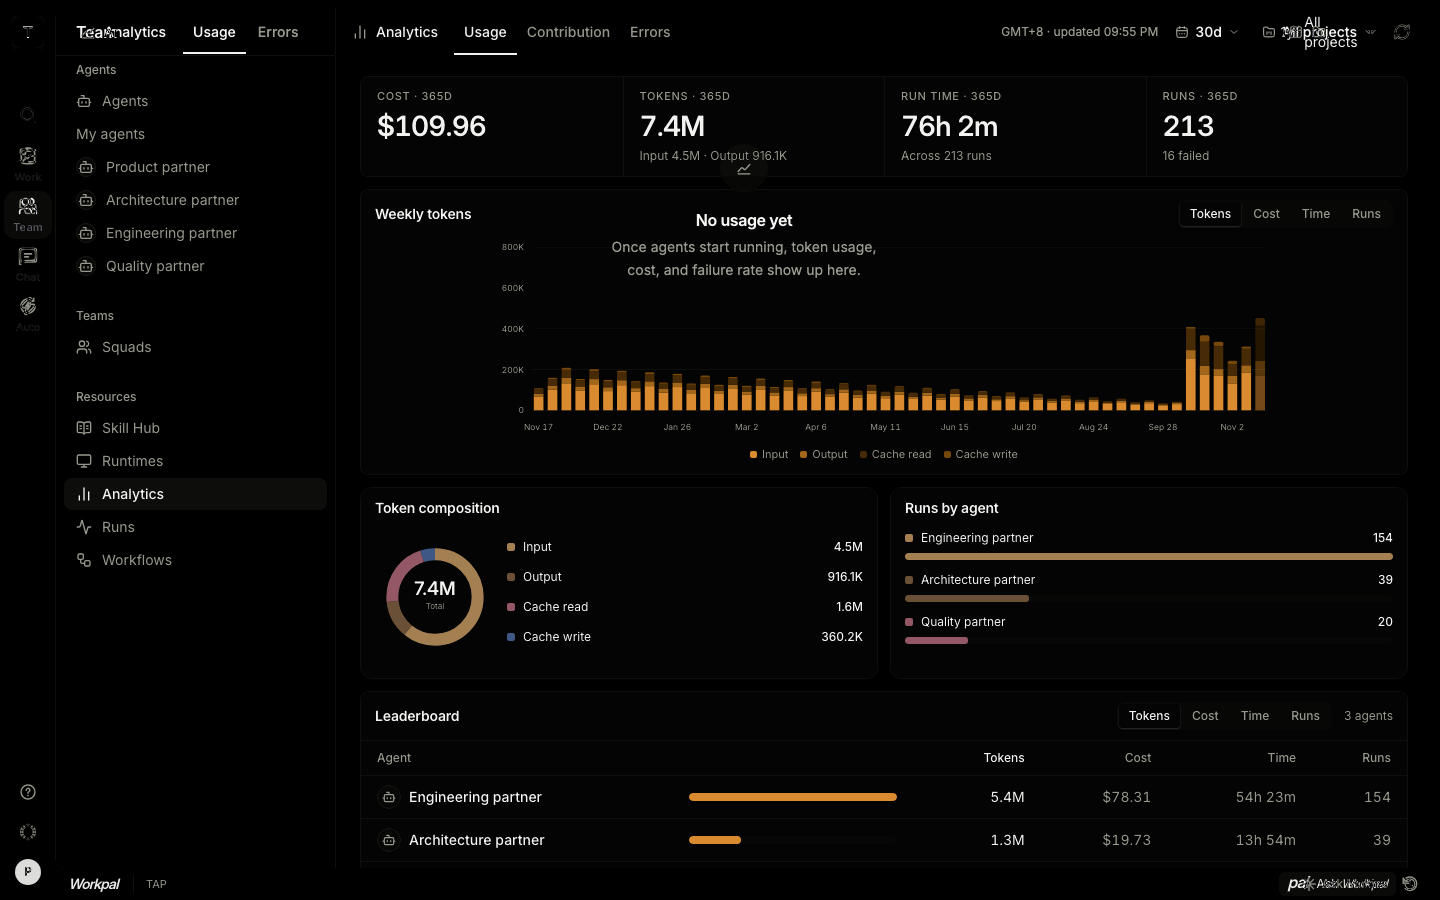 T
Analytics
Usage
Errors
Analytics
Usage
Contribution
Errors
GMT+8 · updated 09:55 PM
30d
All projects
Work
Team
Chat
Auto
Agents
Agents
My agents
Product partner
Architecture partner
Engineering partner
Quality partner
Teams
Squads
Resources
Skill Hub
Runtimes
Analytics
Runs
Workflows
COST · 365D
$109.96
TOKENS · 365D
7.4M
Input 4.5M · Output 916.1K
RUN TIME · 365D
76h 2m
Across 213 runs
RUNS · 365D
213
16 failed
Weekly tokens
No usage yet
Once agents start running, token usage,
cost, and failure rate show up here.
Tokens
Cost
Time
Runs
800K
600K
400K
200K
0
Nov 17
Dec 22
Jan 26
Mar 2
Apr 6
May 11
Jun 15
Jul 20
Aug 24
Sep 28
Nov 2
Input
Output
Cache read
Cache write
Token composition
7.4M
Total
Input 4.5M
Output 916.1K
Cache read 1.6M
Cache write 360.2K
Runs by agent
Engineering partner 154
Architecture partner 39
Quality partner 20
Leaderboard
Tokens
Cost
Time
Runs
3 agents
Agent Tokens Cost Time Runs
Engineering partner 5.4M $78.31 54h 23m 154
Architecture partner 1.3M $19.73 13h 54m 39
Workpal
TAP